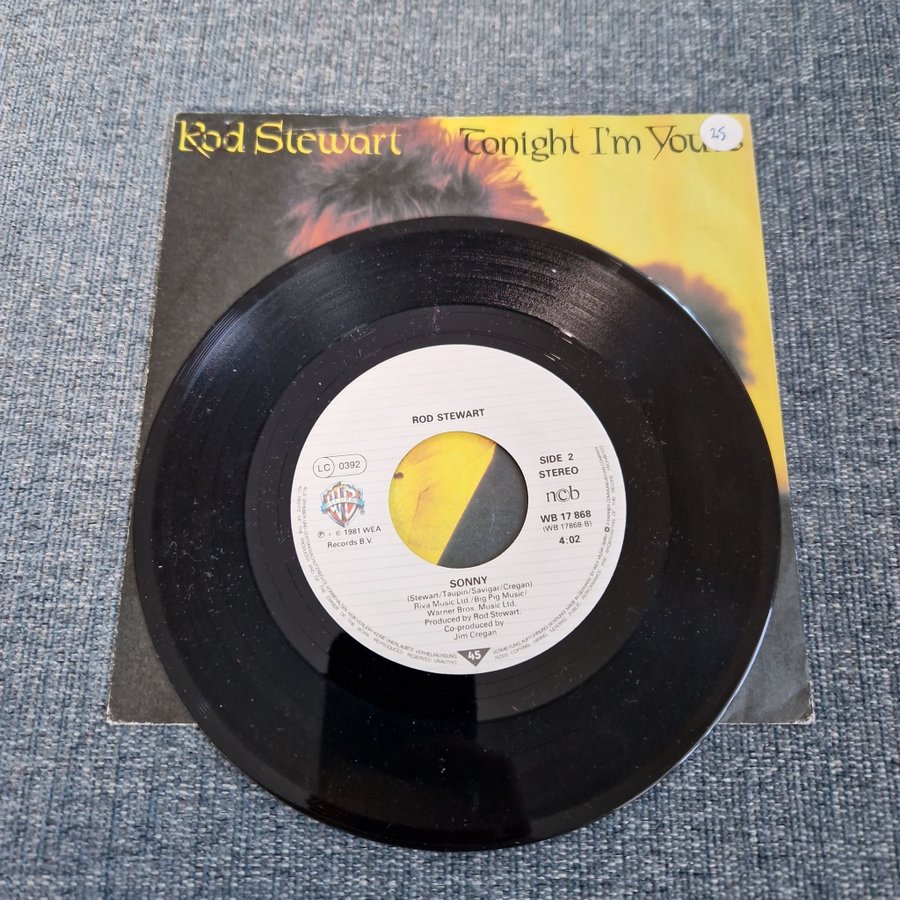 Rod Stewart Tonight I'm You
25
ROD STEWART
LC 0392
SIDE 2
STEREO
ncb
WB 17 868
(WB 17868-B)
4:02
℗ + © 1981 WEA
Records B.V.
SONNY
(Stewart/Taupin/Savigar/Cregan)
Riva Music Ltd./Big Pig Music/
Warner Bros. Music Ltd.
Produced by Rod Stewart.
Co-produced by
Jim Cregan
45